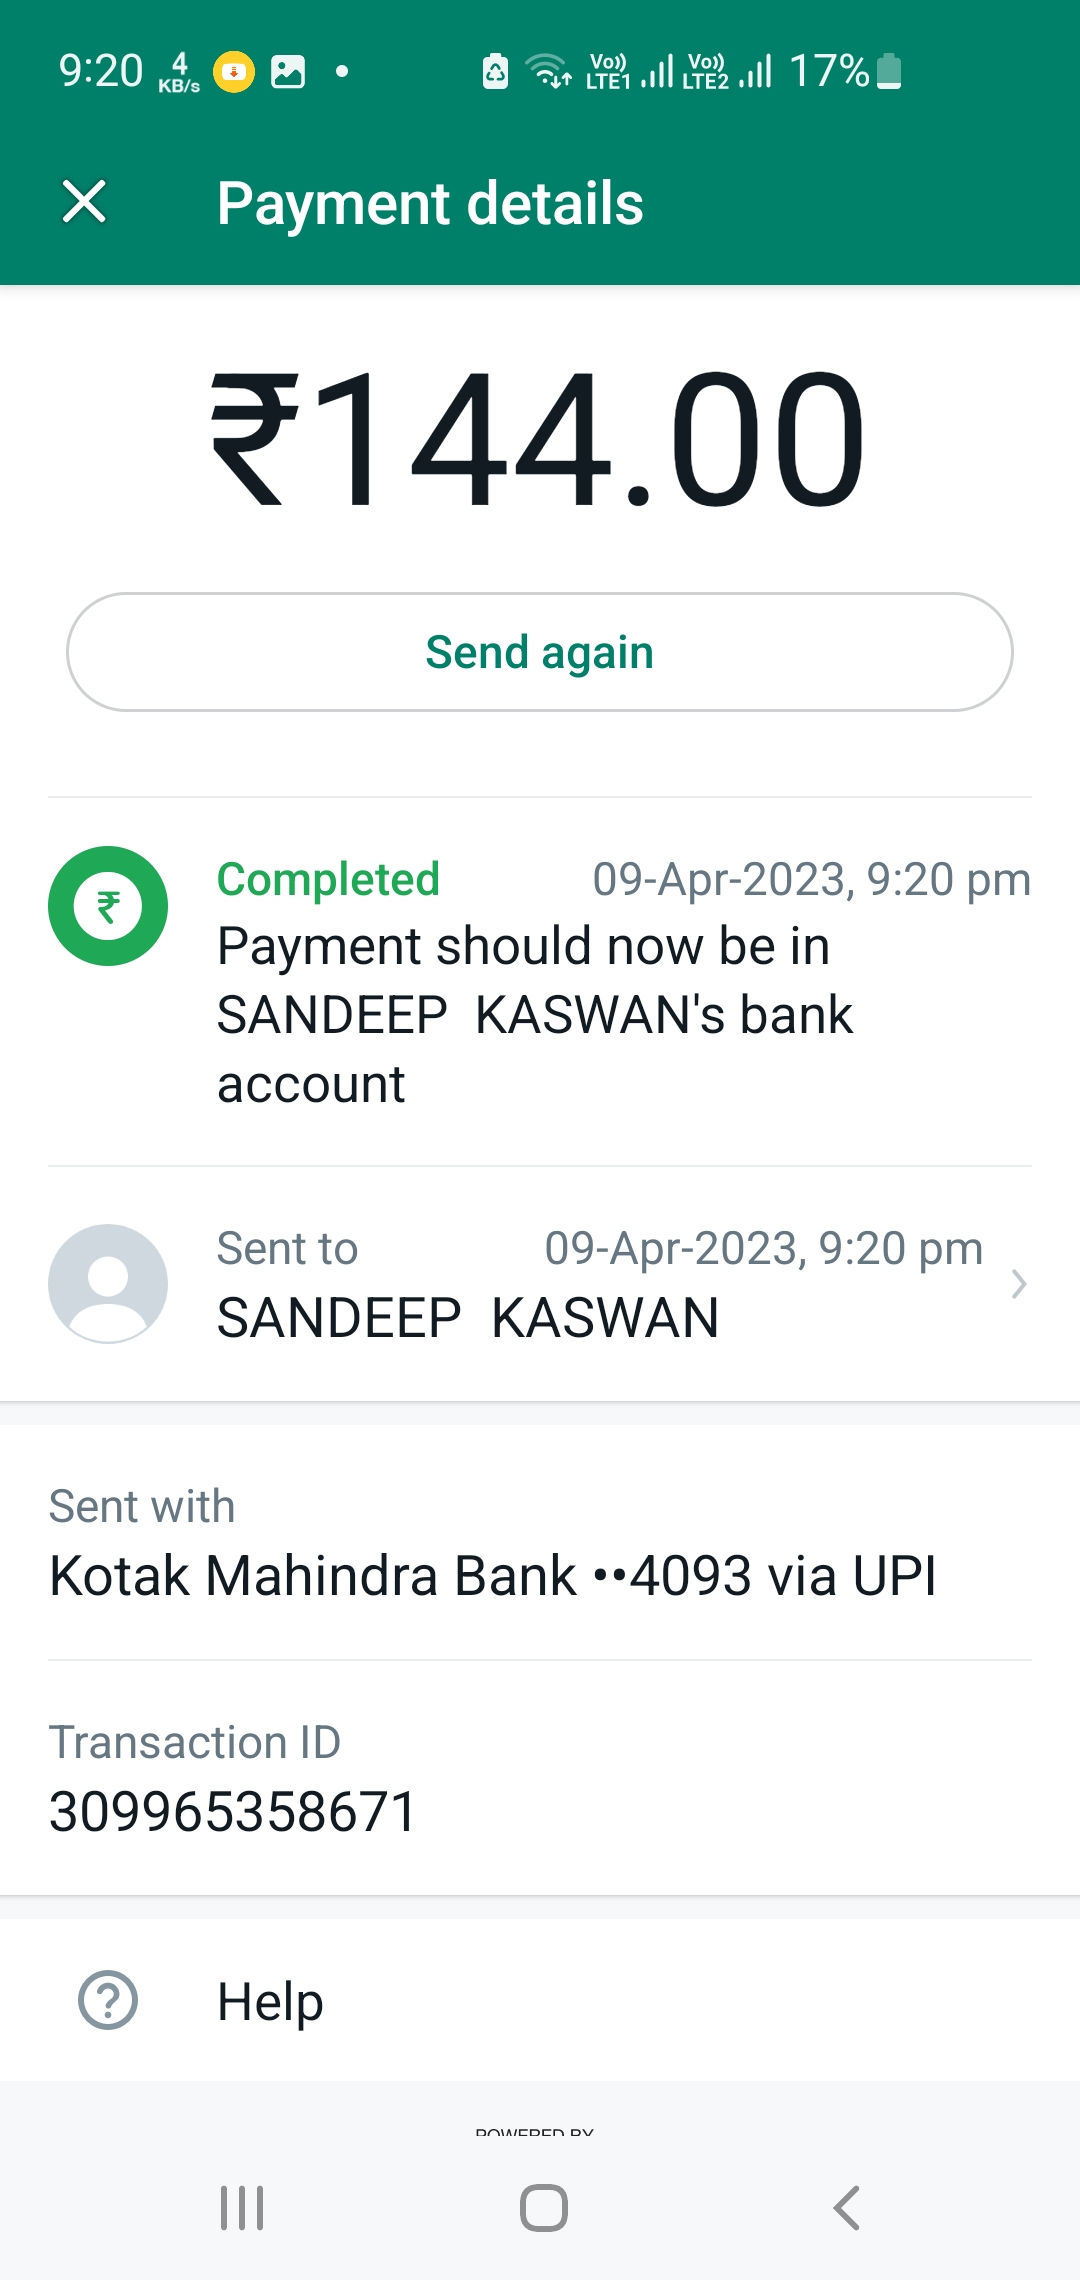 9:20 4 KB/s Vo)) LTE1 Vo)) LTE2 17%
Payment details
₹144.00
Send again
Completed 09-Apr-2023, 9:20 pm
Payment should now be in
SANDEEP  KASWAN's bank
account
Sent to 09-Apr-2023, 9:20 pm
SANDEEP  KASWAN
Sent with
Kotak Mahindra Bank ••4093 via UPI
Transaction ID
309965358671
Help
POWERED BY